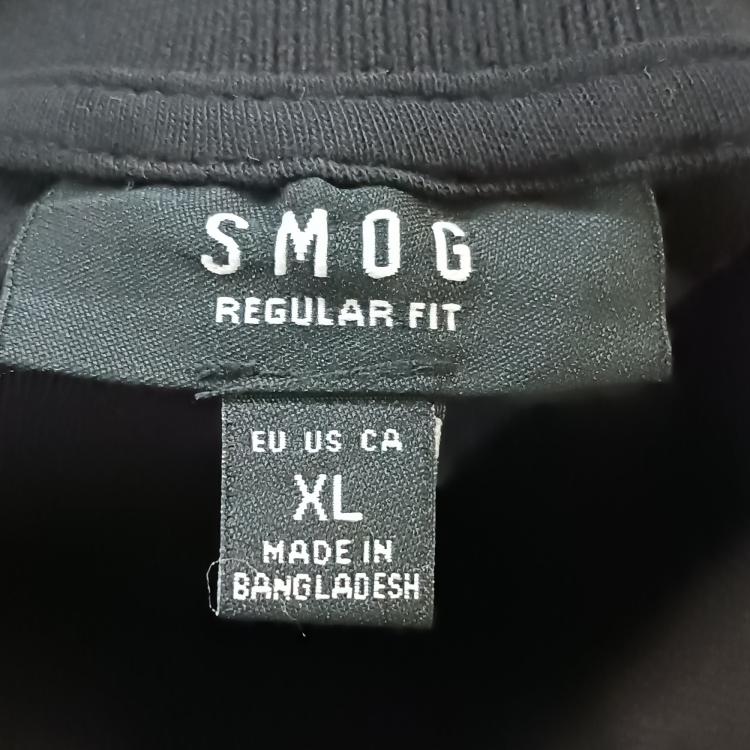 SMOG
REGULAR FIT
EU US CA
XL
MADE IN
BANGLADESH